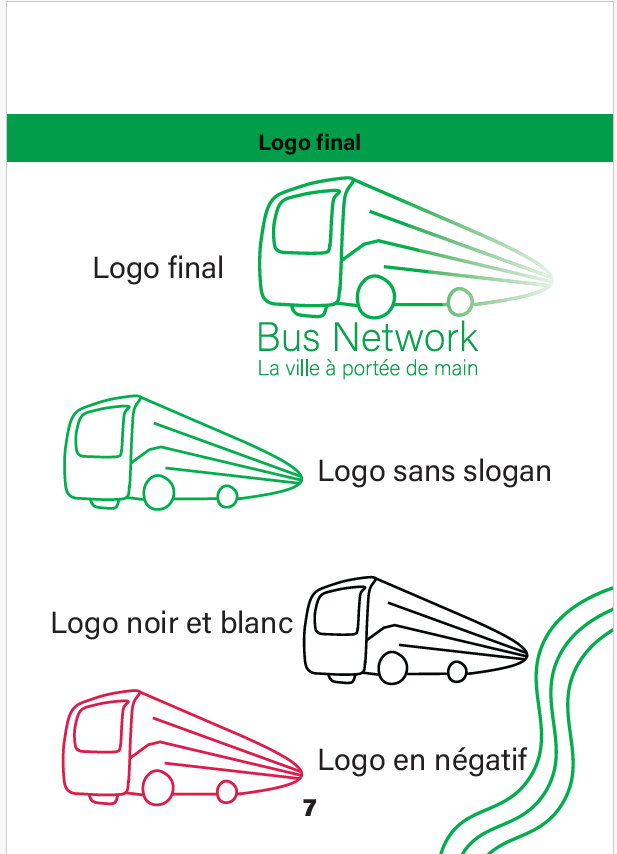 Logo final
Logo final
Bus Network
La ville à portée de main
Logo sans slogan
Logo noir et blanc
Logo en négatif
7